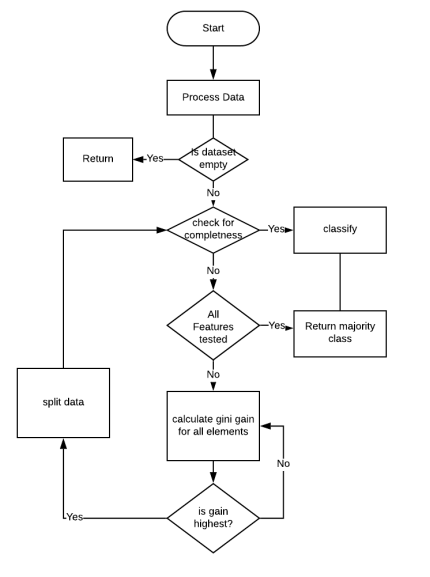 Start
Process Data
Is dataset
empty
Yes
Return
No
check for
completness
Yes
classify
No
All
Features
tested
Yes
Return majority
class
No
calculate gini gain
for all elements
split data
No
is gain
highest?
Yes